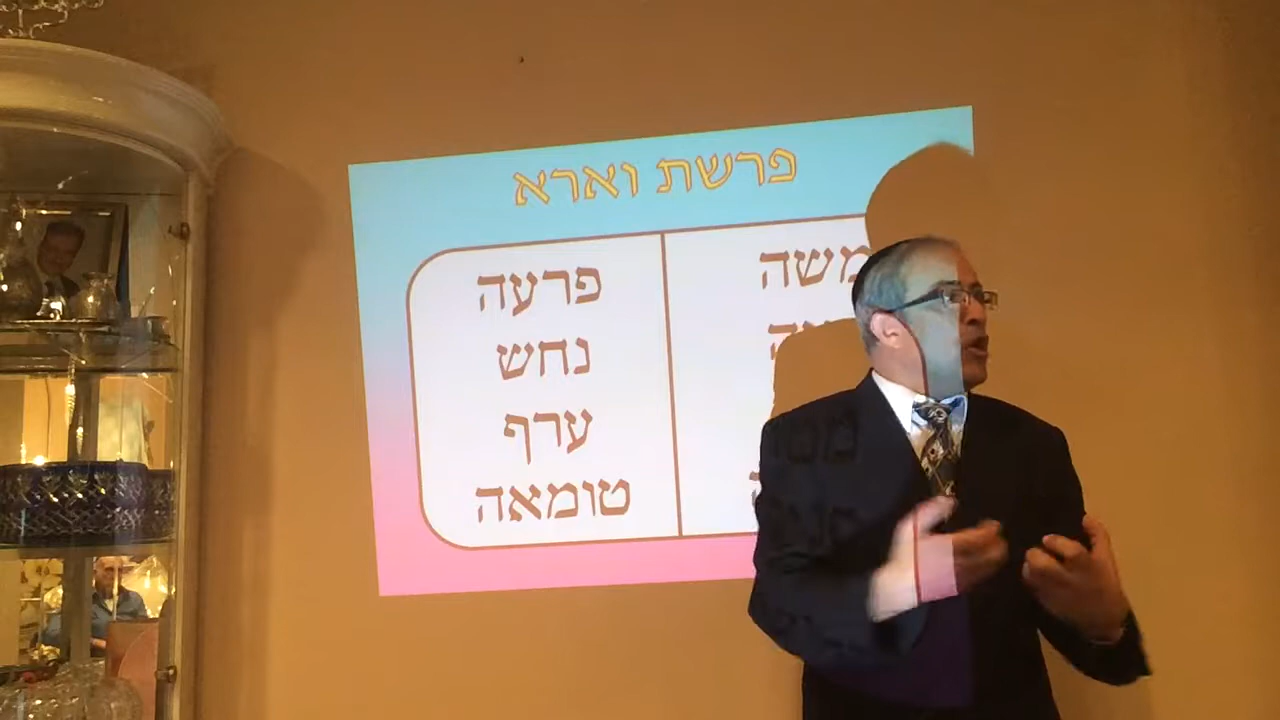 פרשת וארא
משה פרעה
נחש
ערף
טומאה